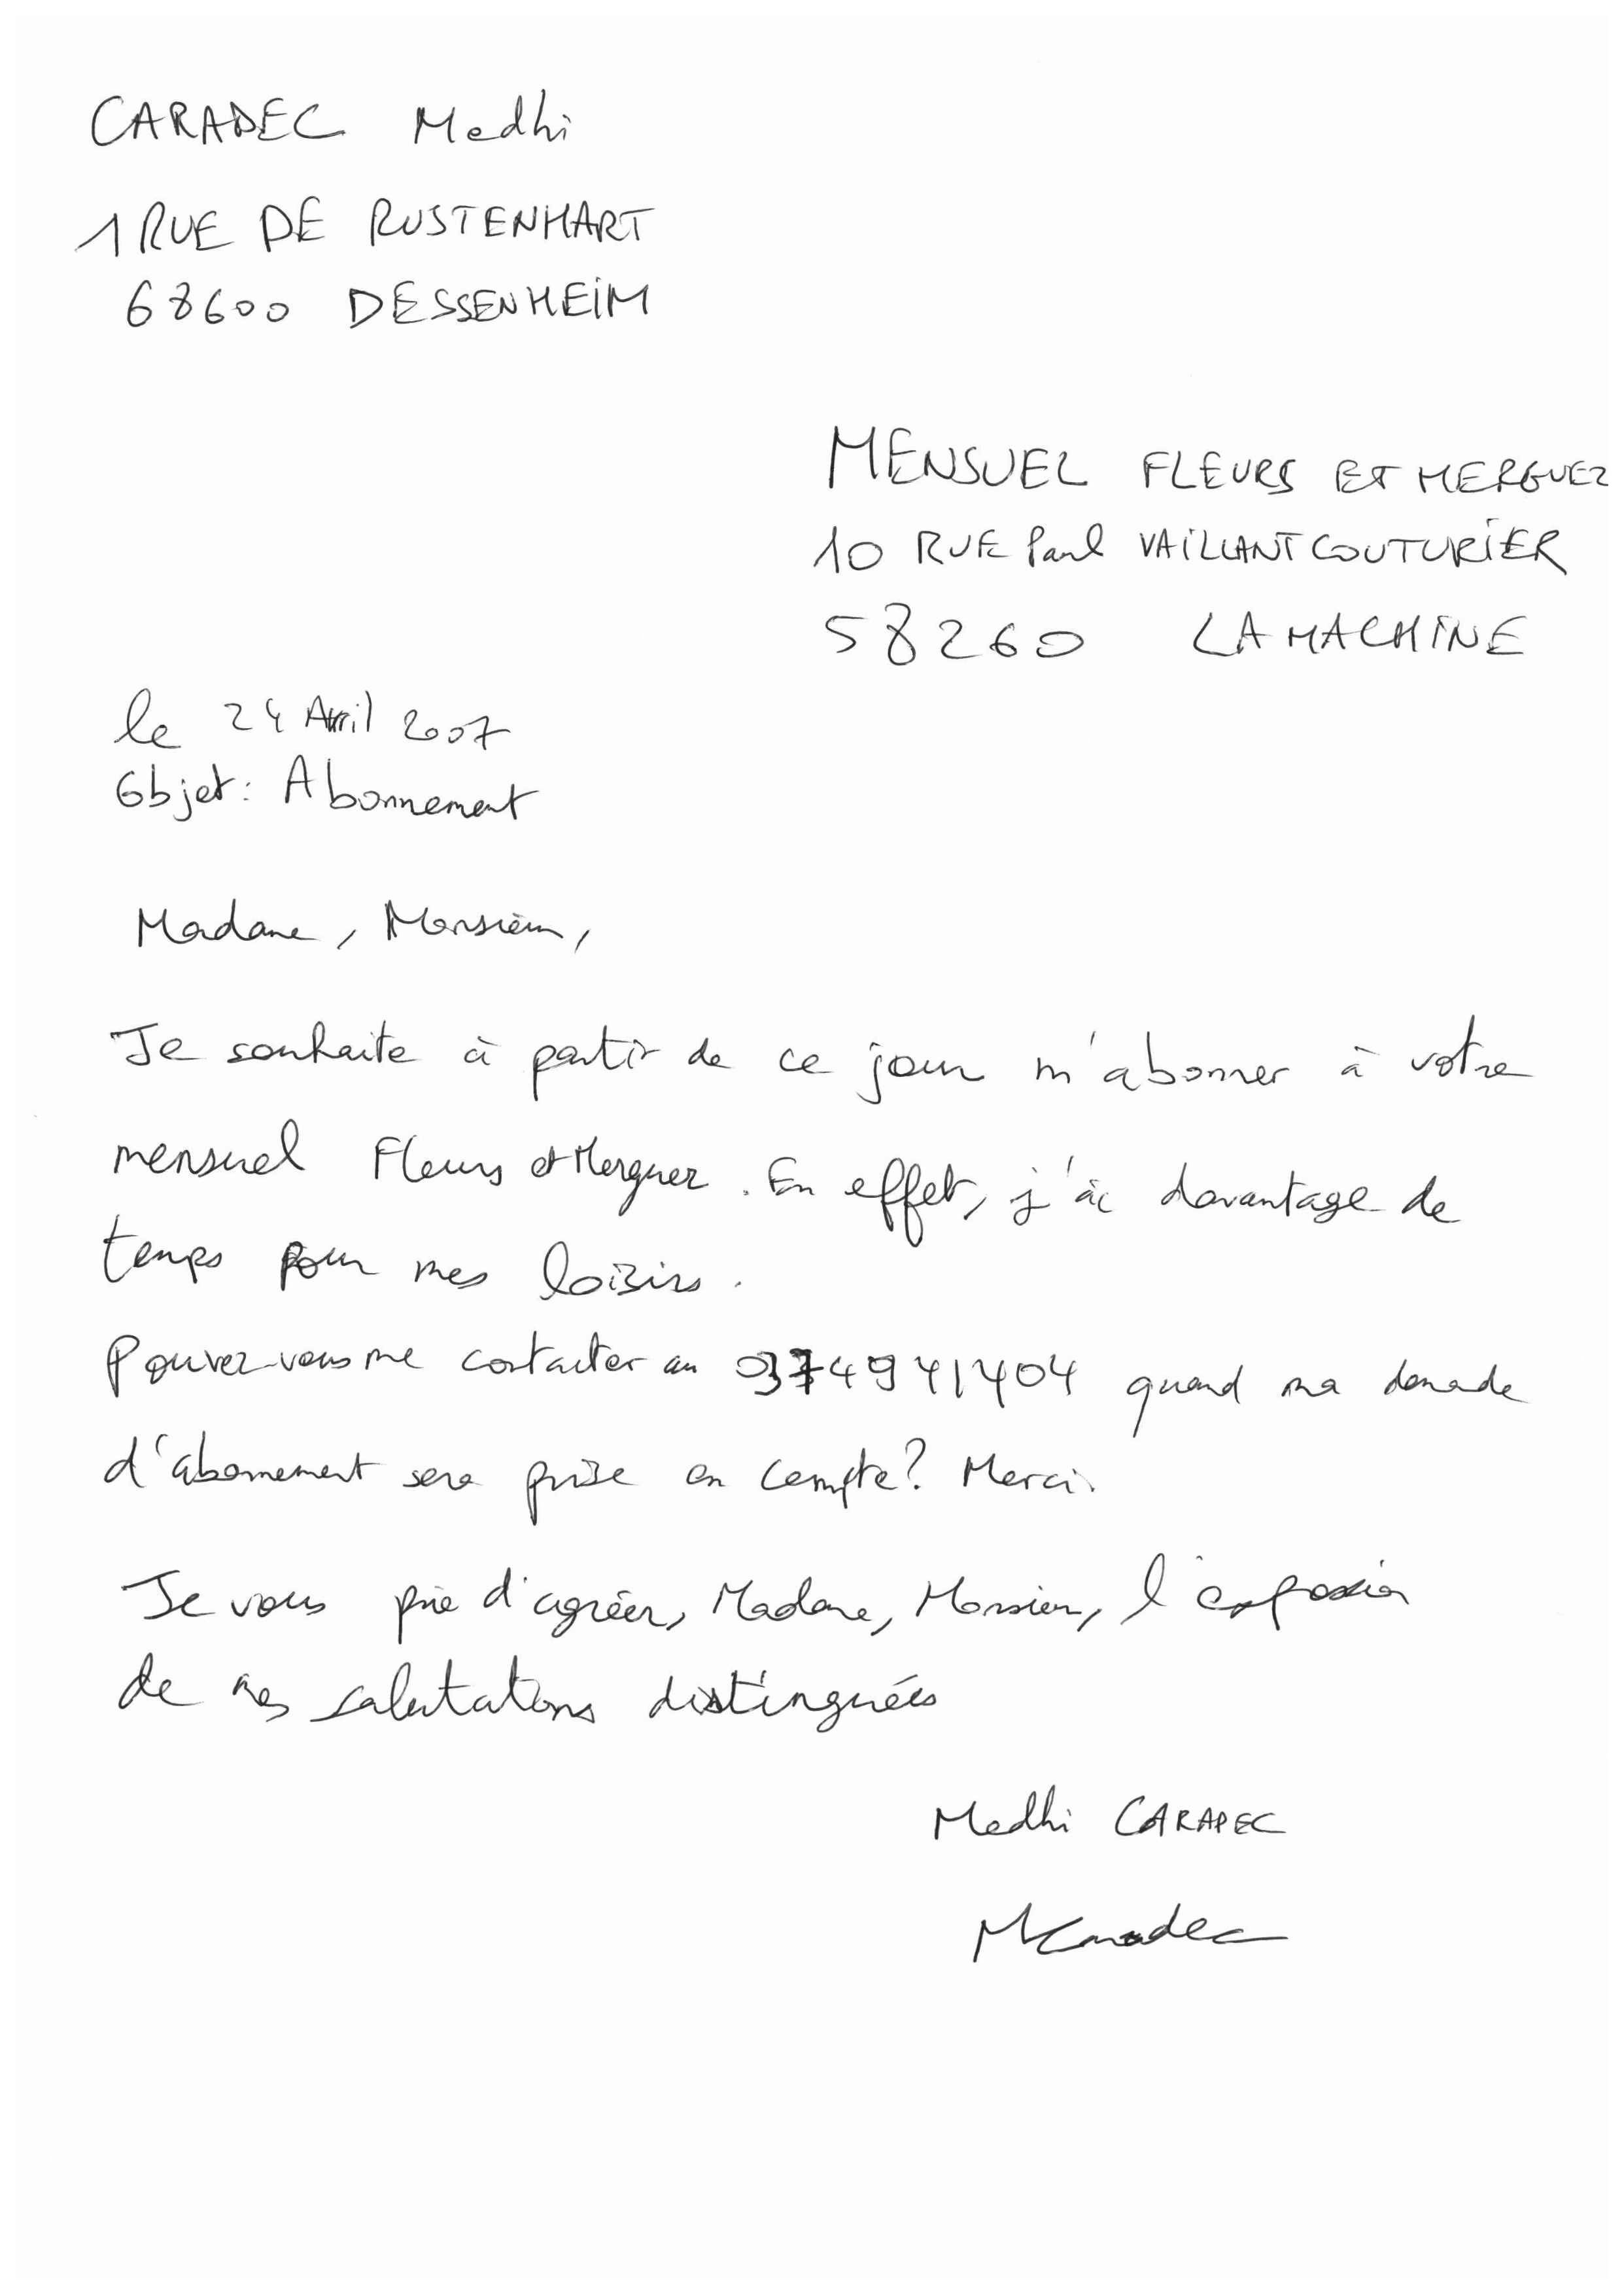 CARADEC Medhi
1 RUE DE RUSTENHART
68600 DESSENHEIM
MENSUEL FLEURS ET MERGUEZ
10 RUE Paul VAILLANT COUTURIER
58260 LA MACHINE
le 24 Avril 2007
Objet : Abonnement
Madame, Monsieur,
Je souhaite à partir de ce jour m'abonner à votre
mensuel Fleurs et Merguez. En effet, j'ai davantage de
temps pour mes loisirs.
Pouvez-vous me contacter au 0374941404 quand ma demande
d'abonnement sera prise en compte ? Merci.
Je vous prie d'agréer, Madame, Monsieur, l'expression
de mes salutations distinguées
Medhi CARADEC
MCaradec